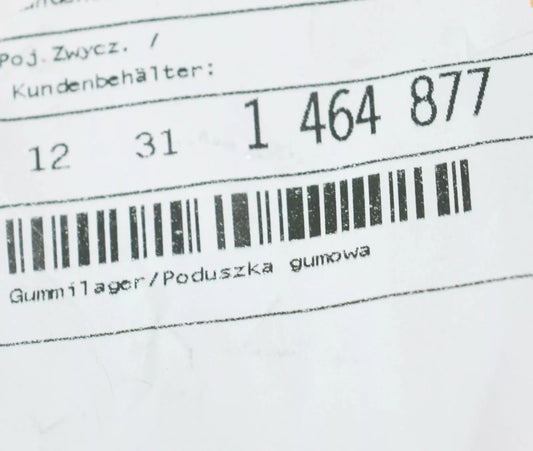 Poj.Zwycz. /
Kundenbehälter:
12 31 1 464 877
Gummilager/Poduszka gumowa